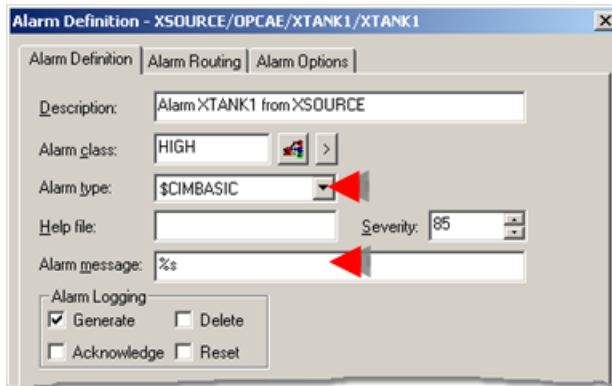 Alarm Definition - XSOURCE/OPCAE/XTANK1/XTANK1
Alarm Definition Alarm Routing Alarm Options
Description: Alarm XTANK1 from XSOURCE
Alarm class: HIGH >
Alarm type: $CIMBASIC
Help file: Severity: 85
Alarm message: %s
Alarm Logging
Generate Delete
Acknowledge Reset